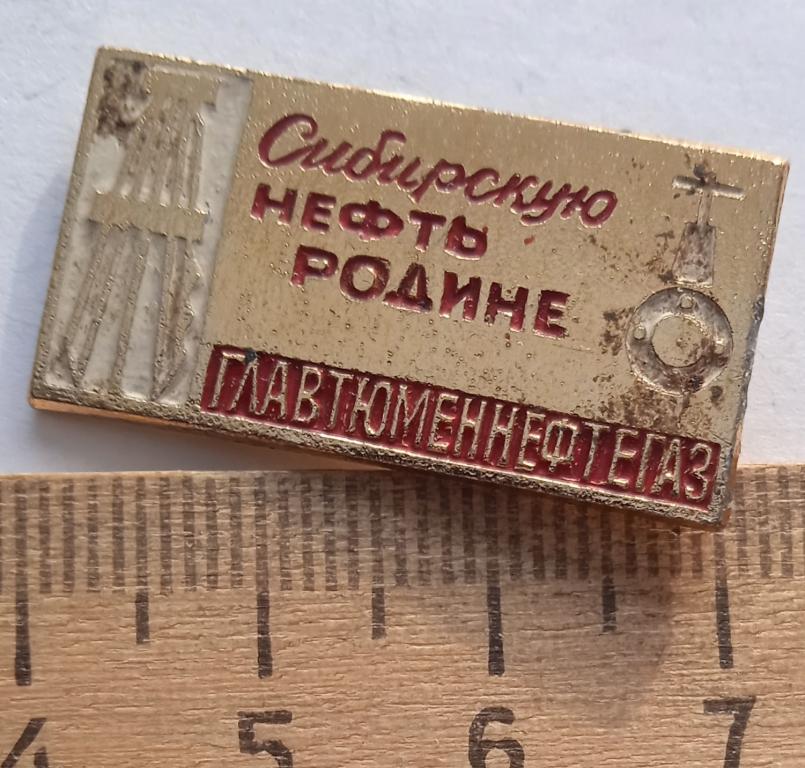 Сибирскую
НЕФТЬ
РОДИНЕ
ГЛАВТЮМЕННЕФТЕГАЗ
4 5 6 7